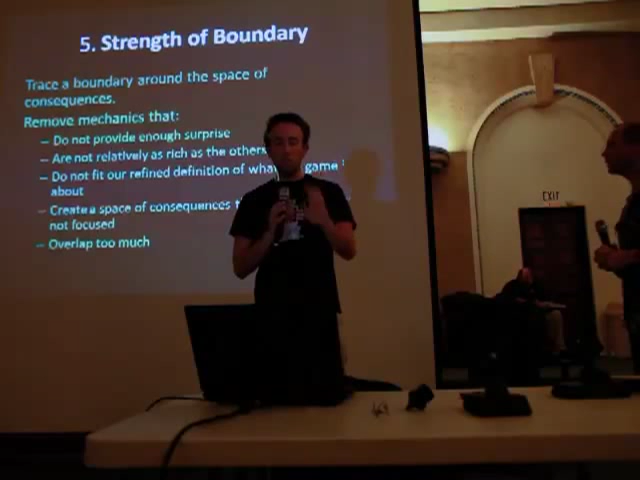 5. Strength of Boundary
Trace a boundary around the space of
consequences.
Remove mechanics that:
– Do not provide enough surprise
– Are not relatively as rich as the others
– Do not fit our refined definition of what game
about
– Create a space of consequences
not focused
– Overlap too much
EXIT